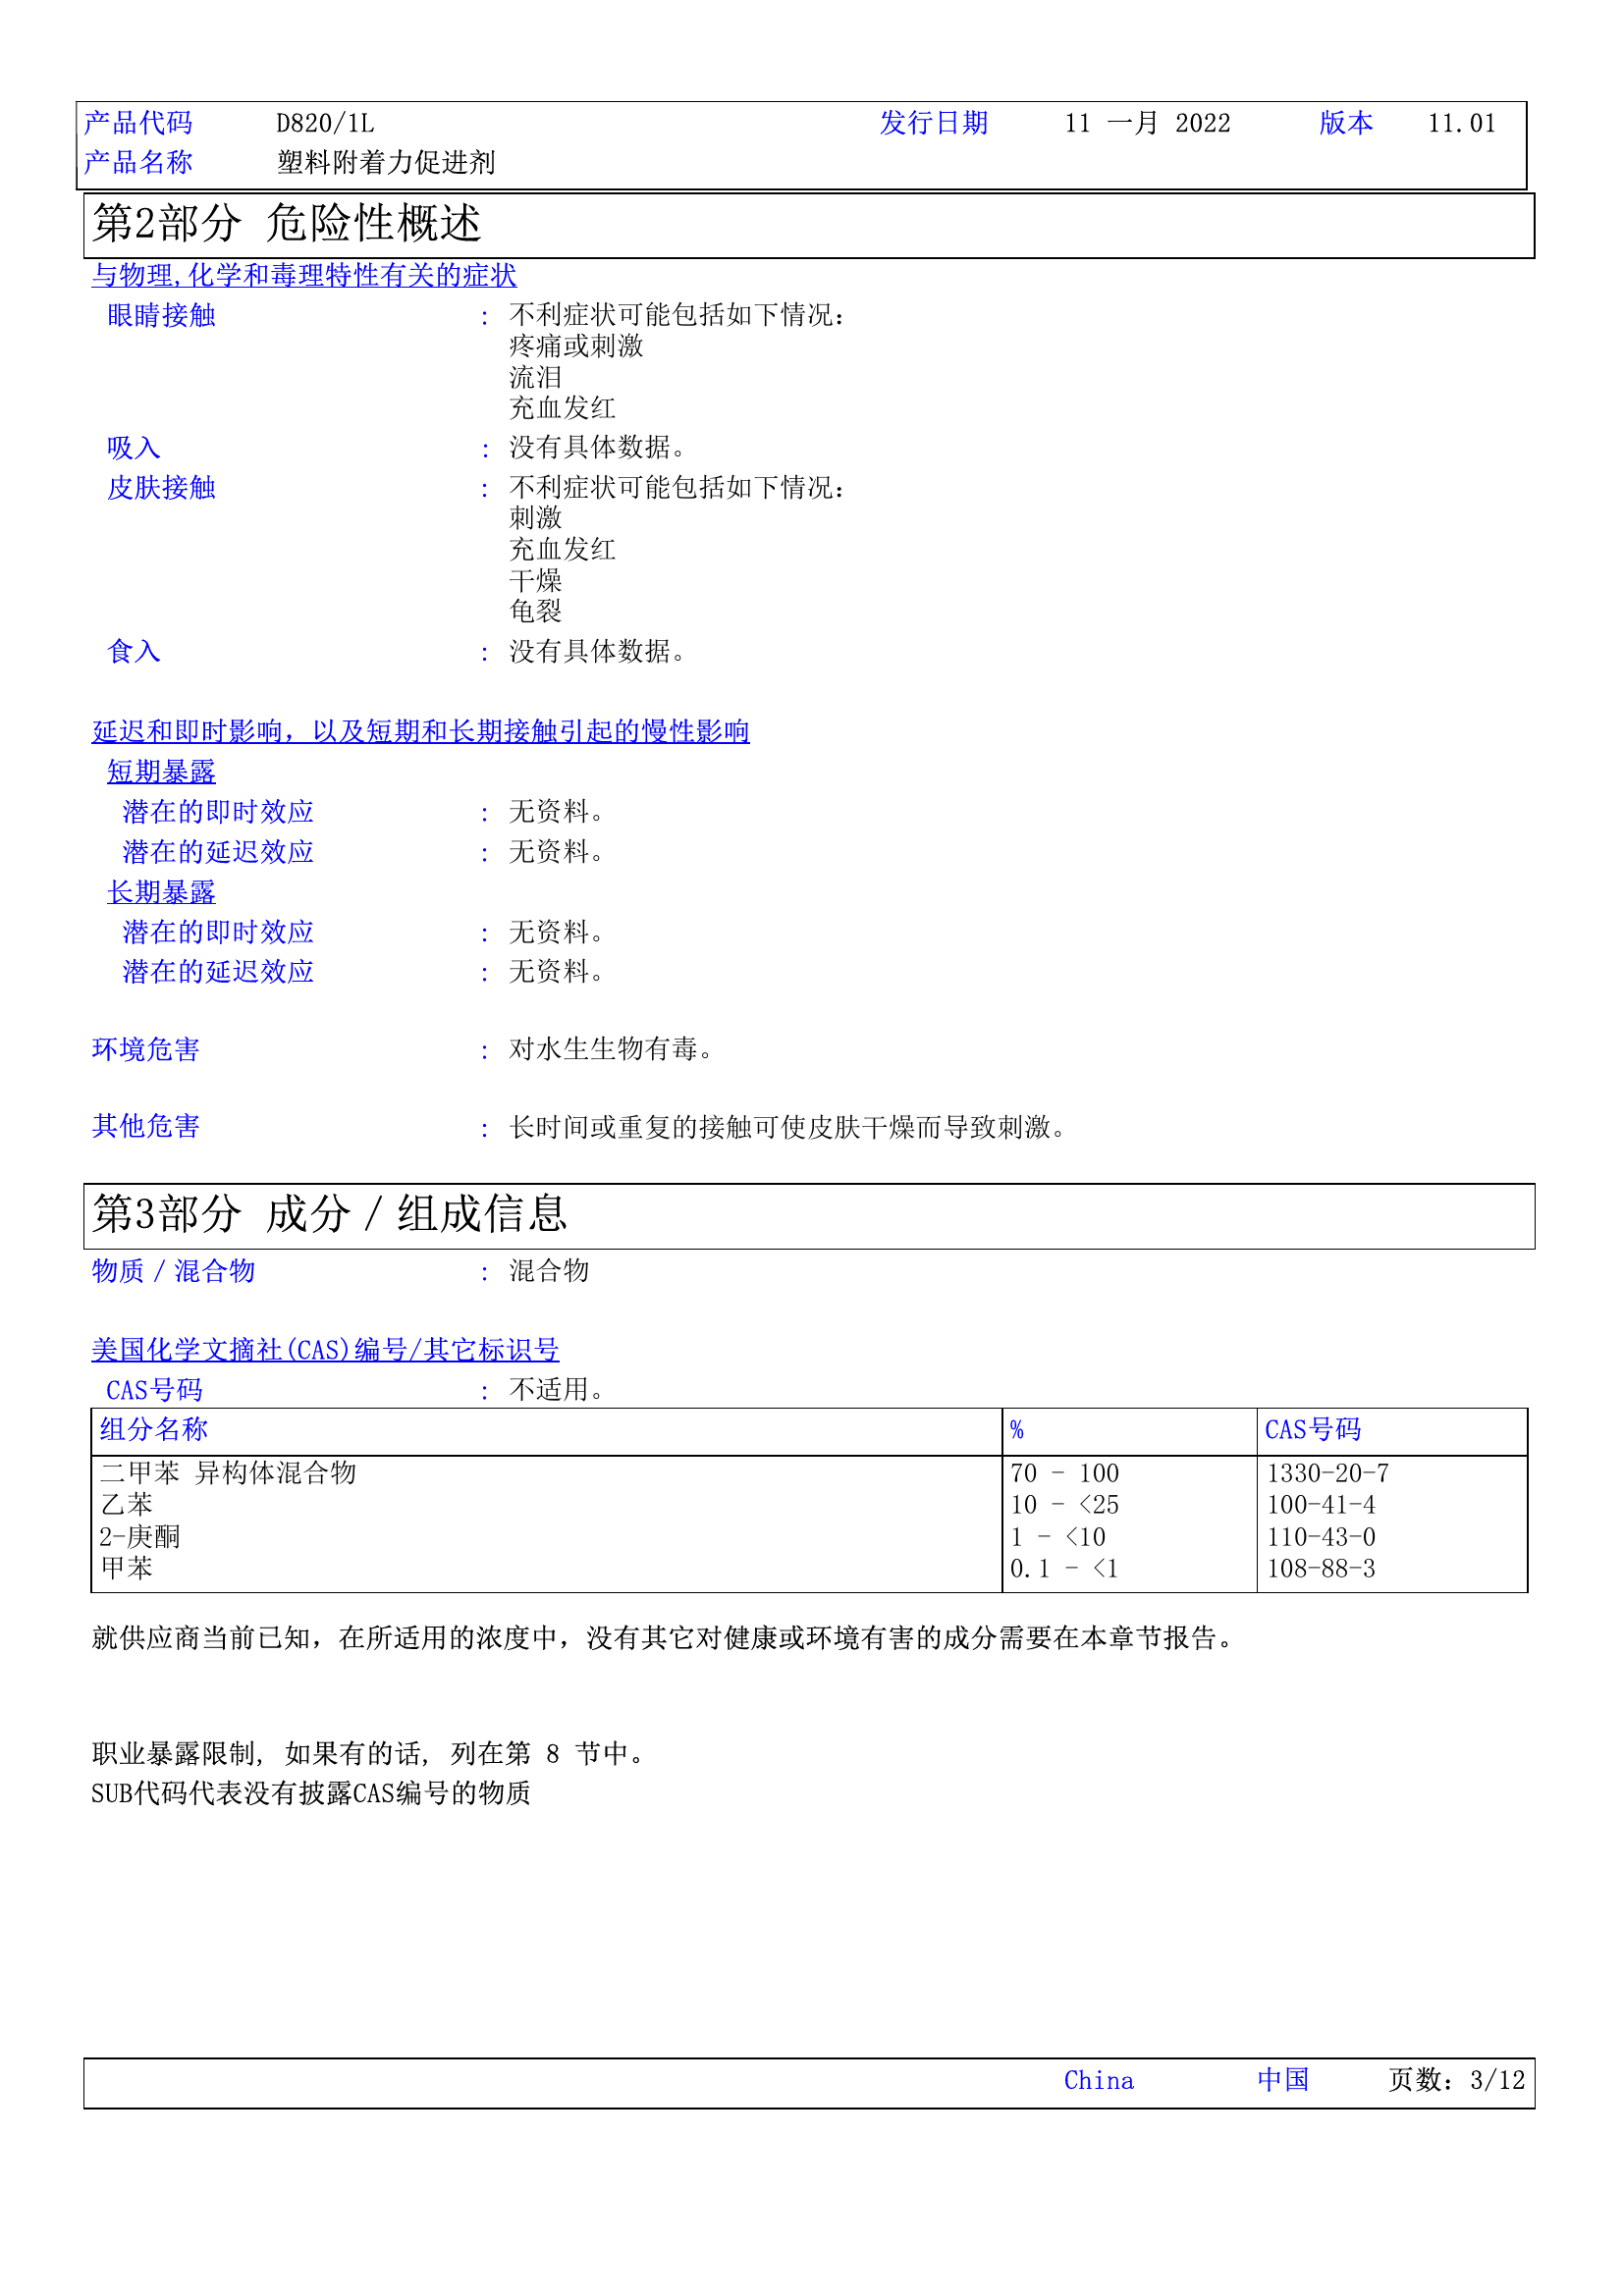 产品代码 D820/1L 发行日期 11 一月 2022 版本 11.01
产品名称 塑料附着力促进剂
第2部分 危险性概述
与物理,化学和毒理特性有关的症状
眼睛接触 : 不利症状可能包括如下情况:
疼痛或刺激
流泪
充血发红
吸入 : 没有具体数据。
皮肤接触 : 不利症状可能包括如下情况:
刺激
充血发红
干燥
龟裂
食入 : 没有具体数据。
延迟和即时影响，以及短期和长期接触引起的慢性影响
短期暴露
潜在的即时效应 : 无资料。
潜在的延迟效应 : 无资料。
长期暴露
潜在的即时效应 : 无资料。
潜在的延迟效应 : 无资料。
环境危害 : 对水生生物有毒。
其他危害 : 长时间或重复的接触可使皮肤干燥而导致刺激。
第3部分 成分／组成信息
物质／混合物 : 混合物
美国化学文摘社(CAS)编号/其它标识号
CAS号码 : 不适用。
组分名称 % CAS号码
二甲苯 异构体混合物 70 - 100 1330-20-7
乙苯 10 - <25 100-41-4
2-庚酮 1 - <10 110-43-0
甲苯 0.1 - <1 108-88-3
就供应商当前已知，在所适用的浓度中，没有其它对健康或环境有害的成分需要在本章节报告。
职业暴露限制, 如果有的话, 列在第 8 节中。
SUB代码代表没有披露CAS编号的物质
China 中国 页数: 3/12